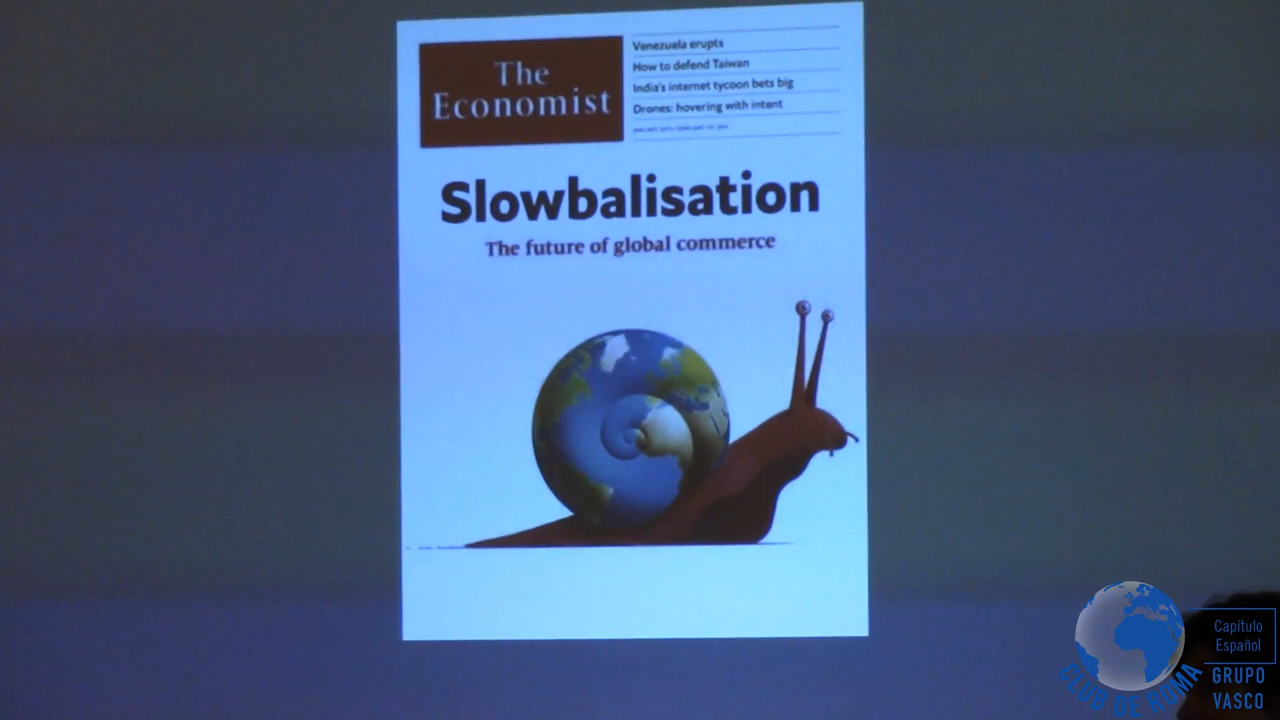 The
Economist
Venezuela erupts
How to defend Taiwan
India's internet tycoon bets big
Drones: hovering with intent
Slowbalisation
The future of global commerce
CLUB DE ROMA
Capítulo
Español
GRUPO
VASCO